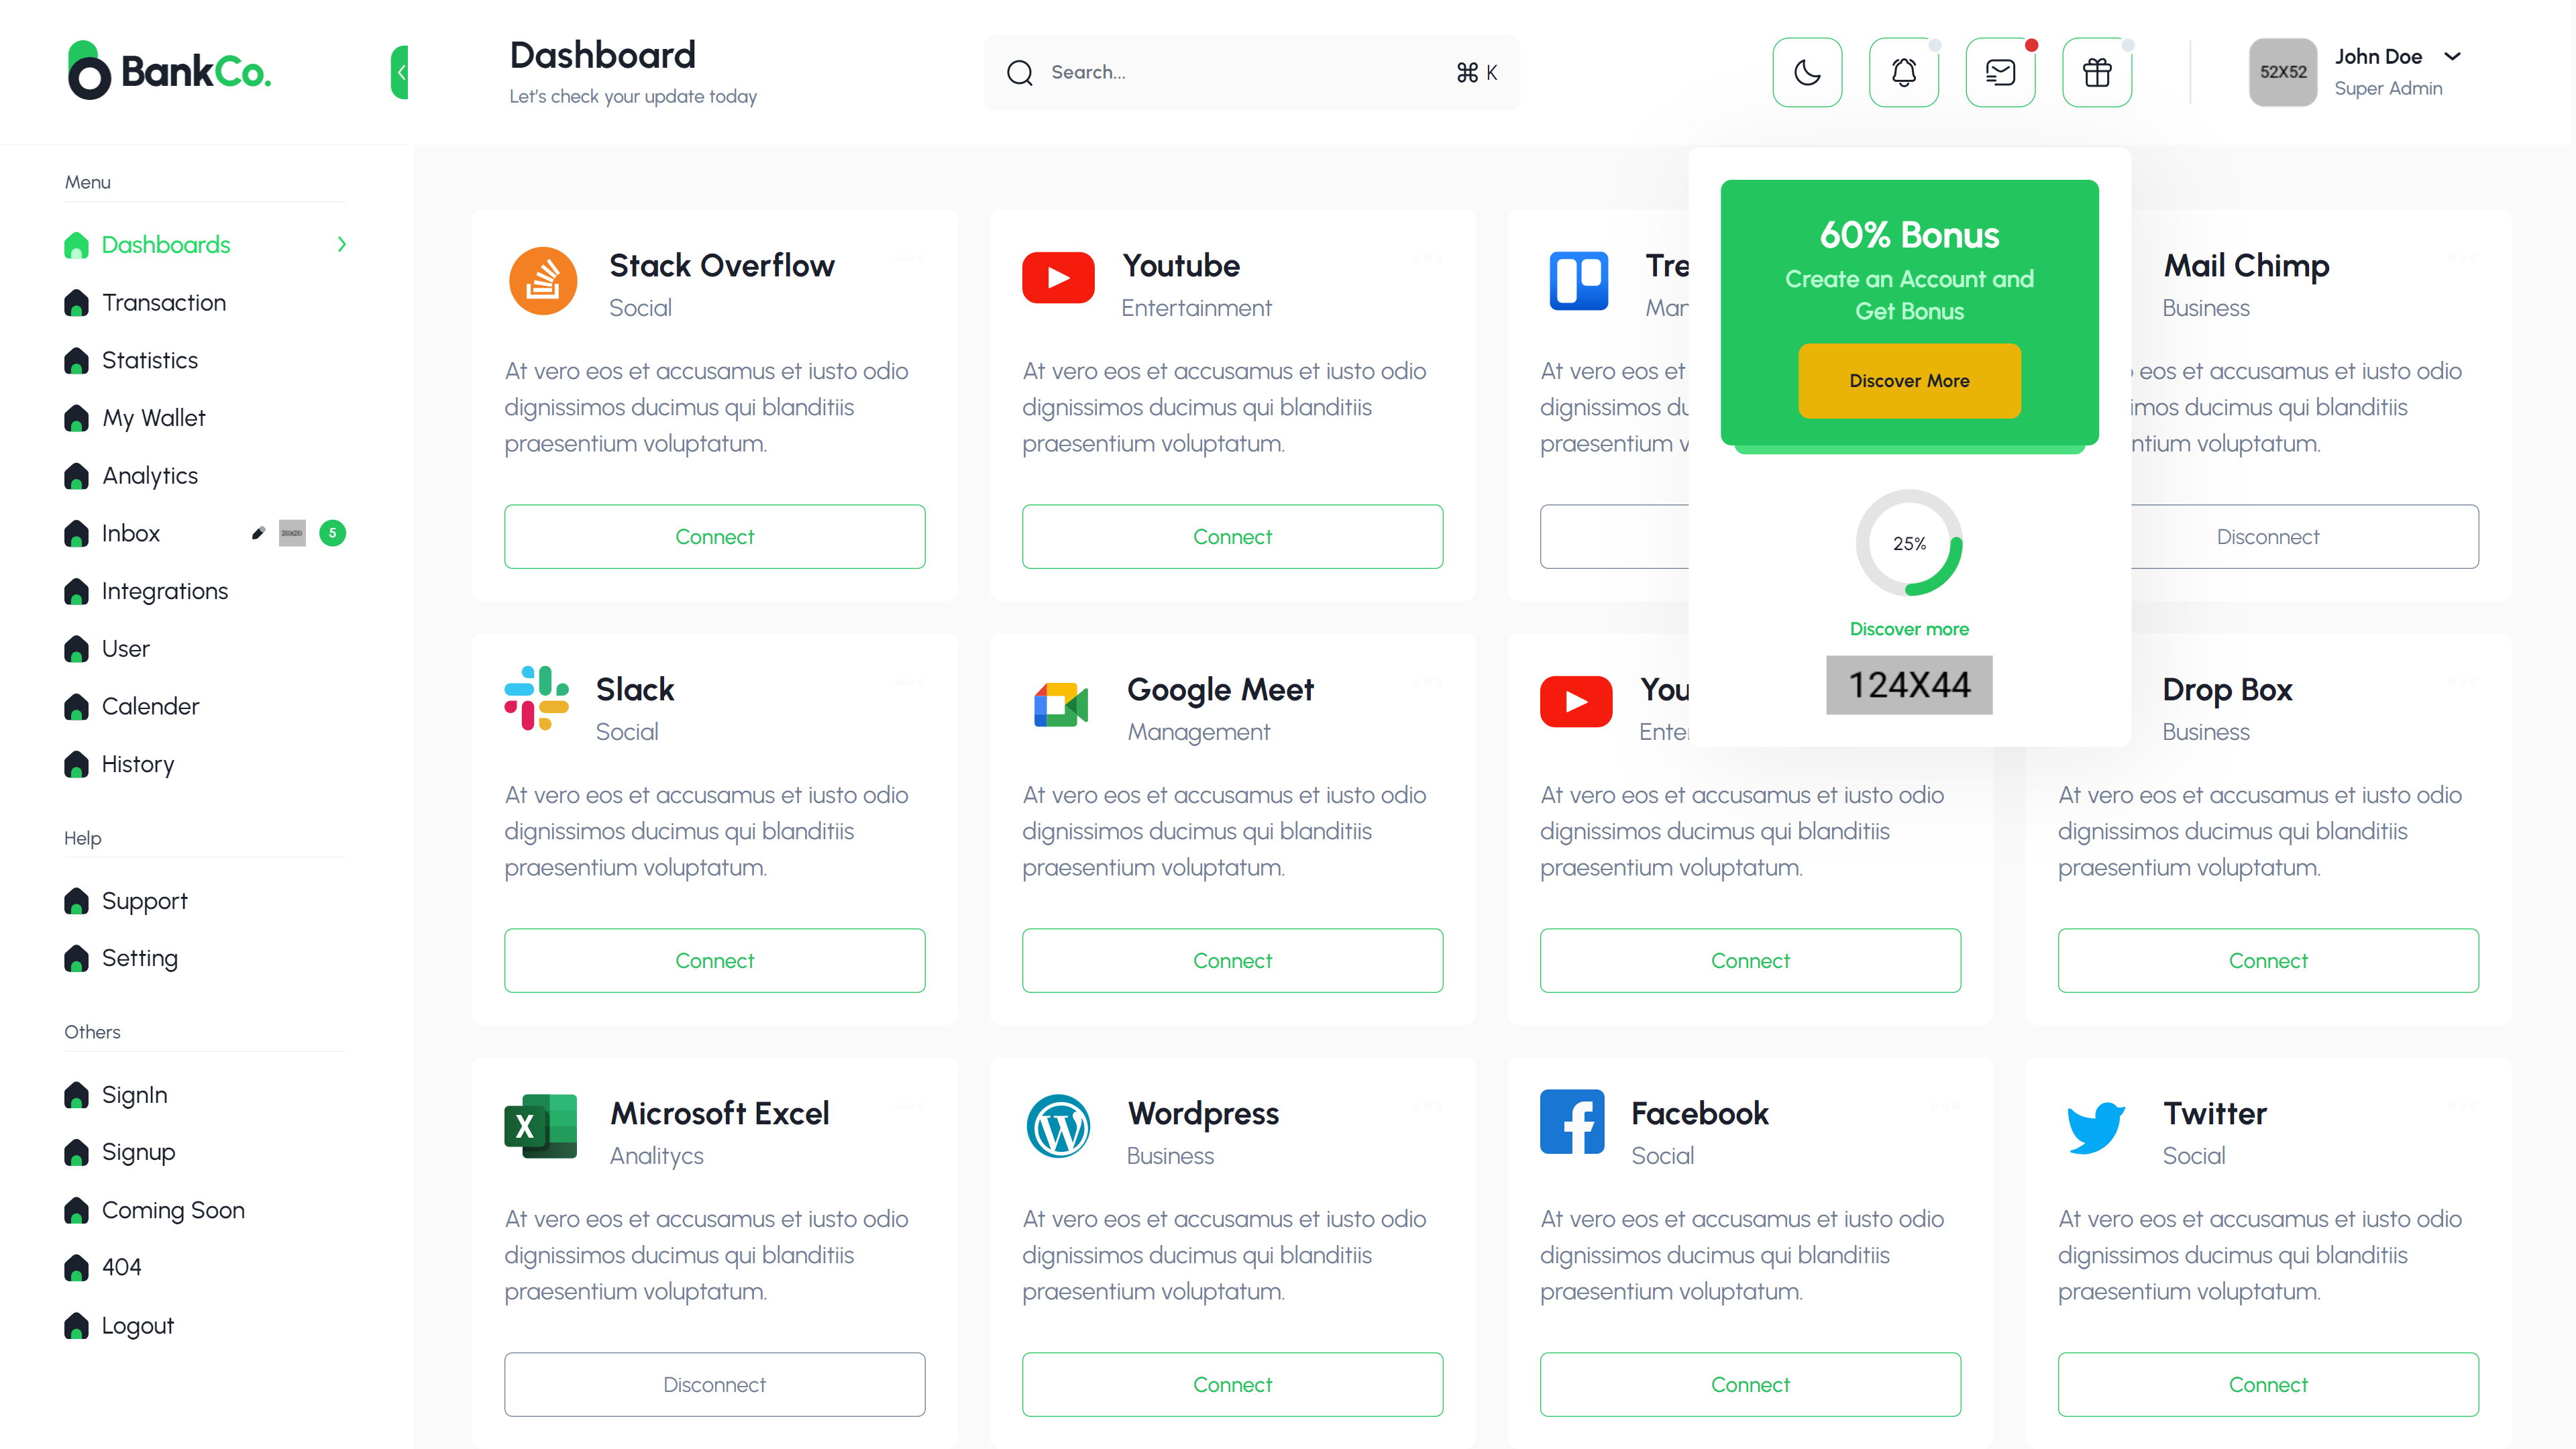 BankCo.
Dashboard
Let's check your update today
Search...
⌘ K
52X52
John Doe
Super Admin
Menu
Dashboards
Transaction
Statistics
My Wallet
Analytics
Inbox
5
Integrations
User
Calender
History
Help
Support
Setting
Others
SignIn
Signup
Coming Soon
404
Logout
Stack Overflow
Social
At vero eos et accusamus et iusto odio
dignissimos ducimus qui blanditiis
praesentium voluptatum.
Connect
Youtube
Entertainment
At vero eos et accusamus et iusto odio
dignissimos ducimus qui blanditiis
praesentium voluptatum.
Connect
Tre
Man
At vero eos et
dignissimos du
praesentium v
60% Bonus
Create an Account and
Get Bonus
Discover More
25%
Discover more
124X44
Mail Chimp
Business
eos et accusamus et iusto odio
imos ducimus qui blanditiis
ntium voluptatum.
Disconnect
Slack
Social
At vero eos et accusamus et iusto odio
dignissimos ducimus qui blanditiis
praesentium voluptatum.
Connect
Google Meet
Management
At vero eos et accusamus et iusto odio
dignissimos ducimus qui blanditiis
praesentium voluptatum.
Connect
You
Enter
At vero eos et accusamus et iusto odio
dignissimos ducimus qui blanditiis
praesentium voluptatum.
Connect
Drop Box
Business
At vero eos et accusamus et iusto odio
dignissimos ducimus qui blanditiis
praesentium voluptatum.
Connect
Microsoft Excel
Analitycs
At vero eos et accusamus et iusto odio
dignissimos ducimus qui blanditiis
praesentium voluptatum.
Disconnect
Wordpress
Business
At vero eos et accusamus et iusto odio
dignissimos ducimus qui blanditiis
praesentium voluptatum.
Connect
Facebook
Social
At vero eos et accusamus et iusto odio
dignissimos ducimus qui blanditiis
praesentium voluptatum.
Connect
Twitter
Social
At vero eos et accusamus et iusto odio
dignissimos ducimus qui blanditiis
praesentium voluptatum.
Connect